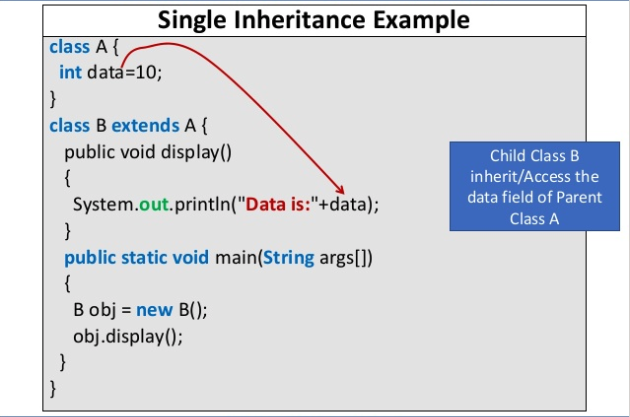 Single Inheritance Example
class A {
int data=10;
}
class B extends A {
public void display()
{
System.out.println("Data is:"+data);
}
public static void main(String args[])
{
B obj = new B();
obj.display();
}
}
Child Class B
inherit/Access the
data field of Parent
Class A